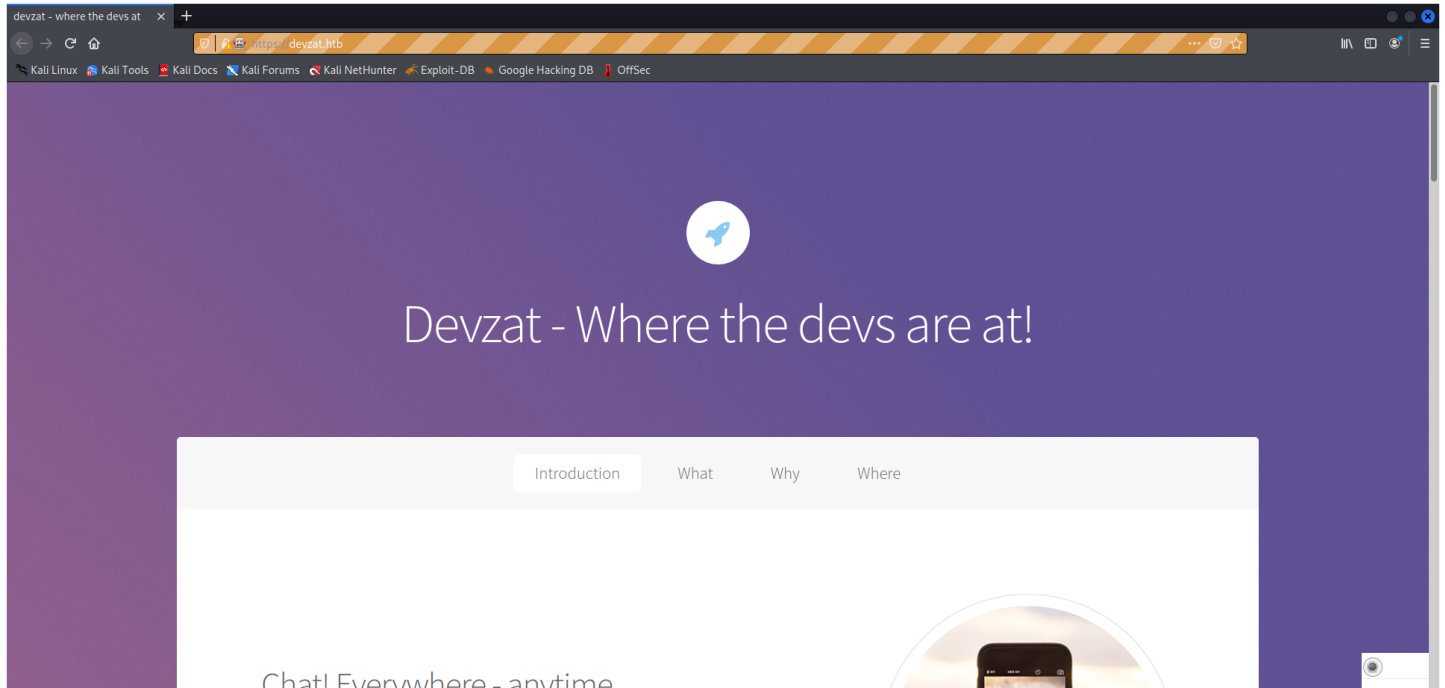 devzat - where the devs at
https://devzat.htb
Kali Linux Kali Tools Kali Docs Kali Forums Kali NetHunter Exploit-DB Google Hacking DB OffSec
Devzat - Where the devs are at!
Introduction What Why Where
Chat! Everywhere - anytime